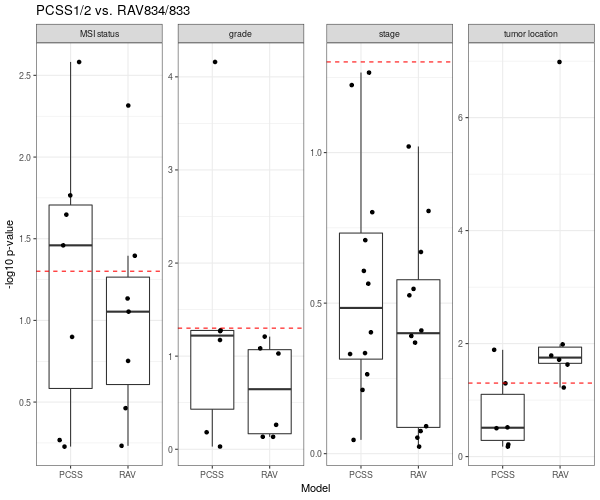 PCSS1/2 vs. RAV834/833
MSI status
grade
stage
tumor location
-log10 p-value
2.5
2.0
1.5
1.0
0.5
4
3
2
1
0
1.0
0.5
0.0
6
4
2
0
PCSS
RAV
PCSS
RAV
PCSS
RAV
PCSS
RAV
Model